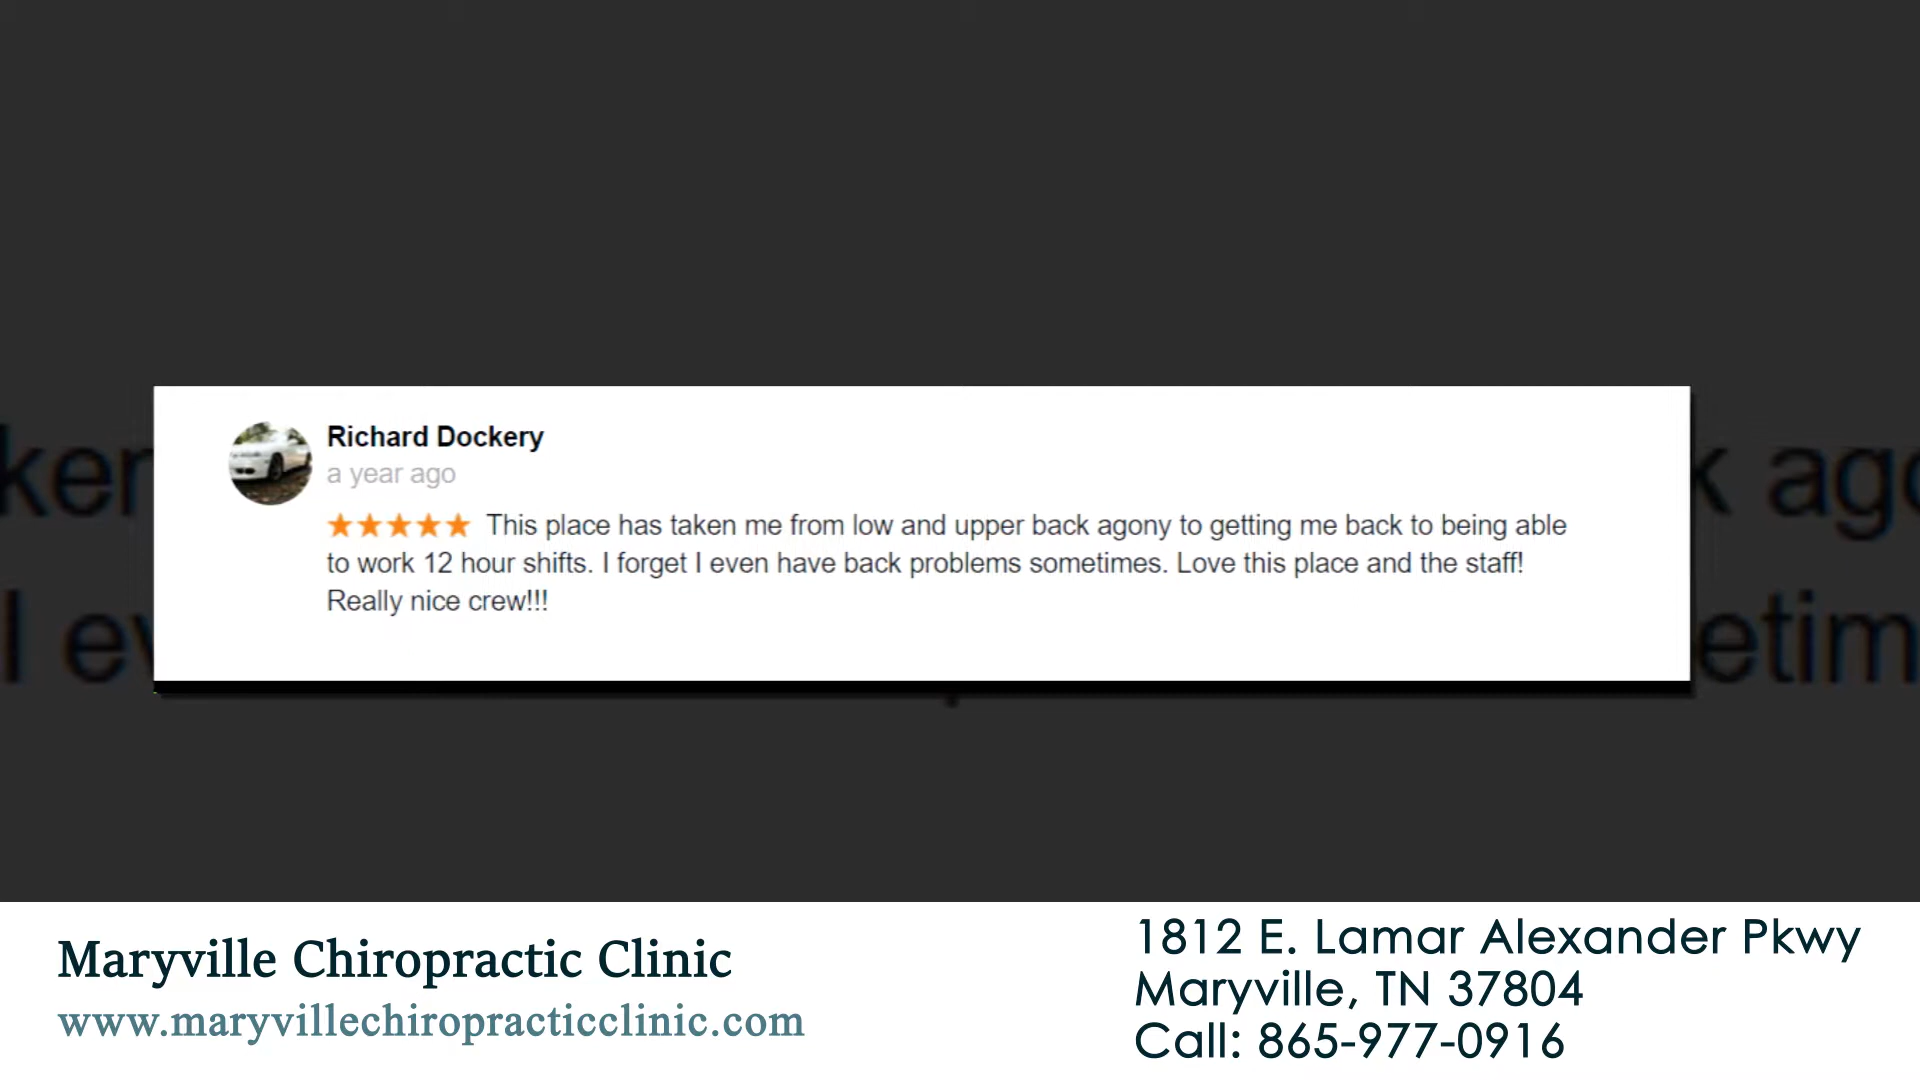 Richard Dockery
a year ago
This place has taken me from low and upper back agony to getting me back to being able
to work 12 hour shifts. I forget I even have back problems sometimes. Love this place and the staff!
Really nice crew!!!
Maryville Chiropractic Clinic
www.maryvillechiropracticclinic.com
1812 E. Lamar Alexander Pkwy
Maryville, TN 37804
Call: 865-977-0916